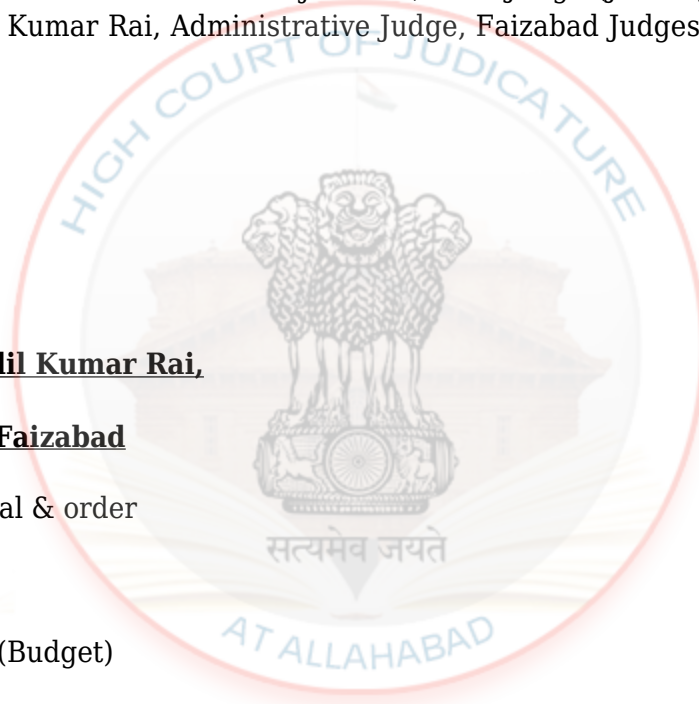 Kumar Rai, Administrative Judge, Faizabad Judges
HIGH COURT OF JUDICATURE
lil Kumar Rai,
Faizabad
al & order
सत्यमेव जयते
(Budget)
AT ALLAHABAD